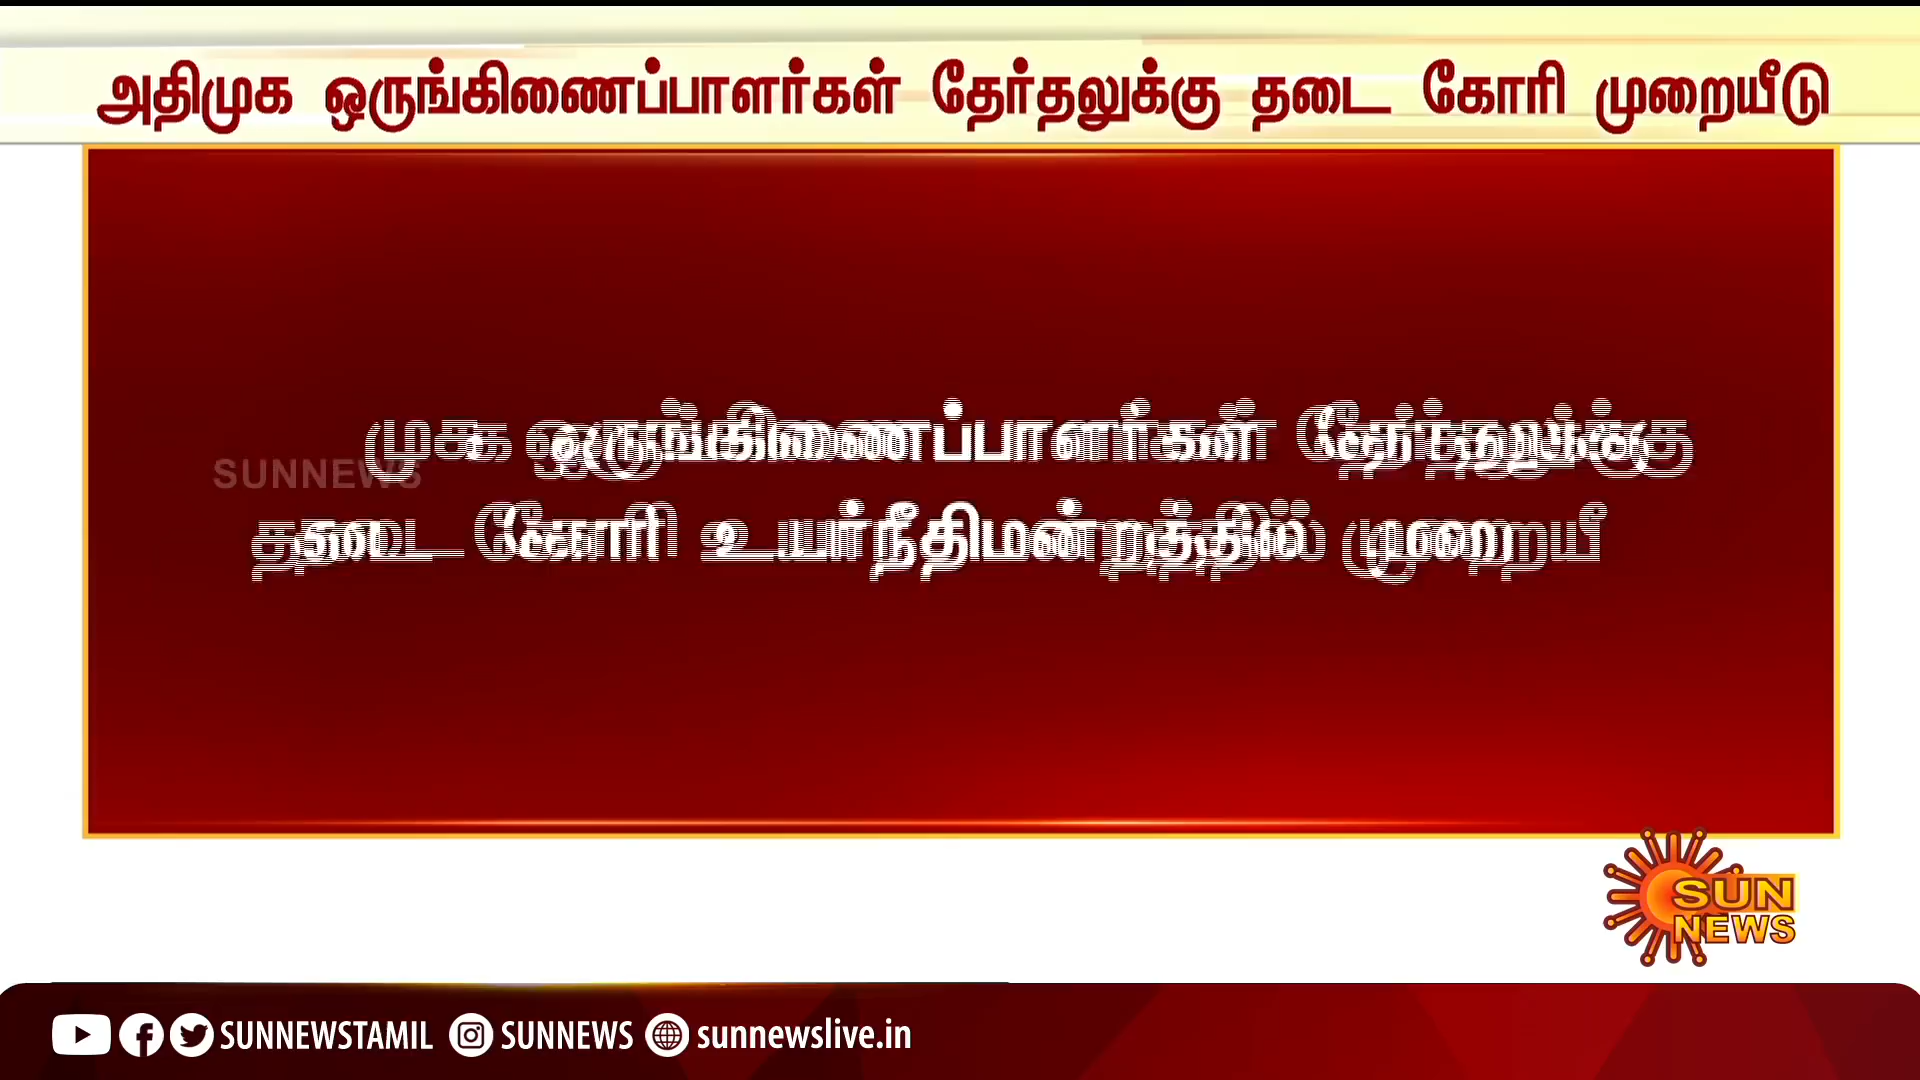 அதிமுக ஒருங்கிணைப்பாளர்கள் தேர்தலுக்கு தடை கோரி முறையீடு
முக ஒருங்கிணைப்பாளர்கள் தேர்தலுக்கு
SUNNEWS
தடை கோரி உயர்நீதிமன்றத்தில் முறையீ
SUN
NEWS
SUNNEWSTAMIL SUNNEWS sunnewslive.in